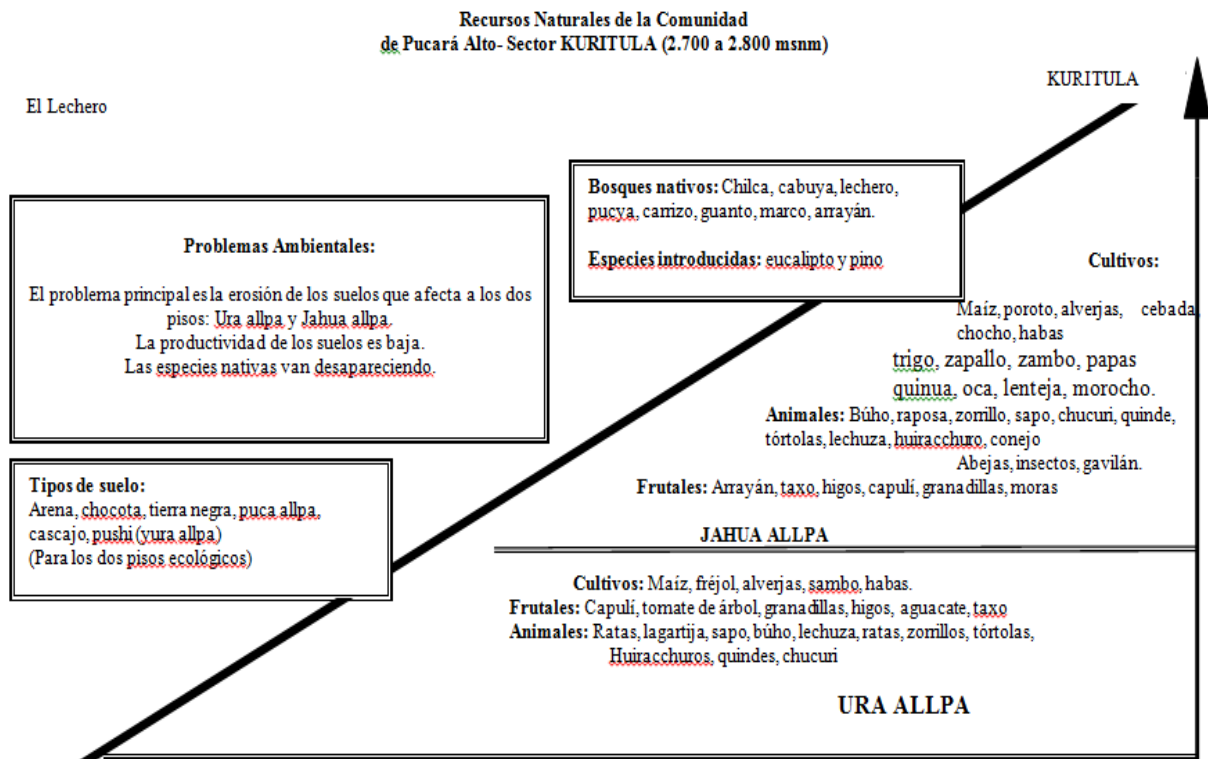 Recursos Naturales de la Comunidad
de Pucará Alto- Sector KURITULA (2.700 a 2.800 msnm)
KURITULA
El Lechero
Bosques nativos: Chilca, cabuya, lechero,
pucya, carrizo, guanto, marco, arrayán.
Especies introducidas: eucalipto y pino
Problemas Ambientales:
El problema principal es la erosión de los suelos que afecta a los dos
pisos: Ura allpa y Jahua allpa.
La productividad de los suelos es baja.
Las especies nativas van desapareciendo.
Cultivos:
Maíz, poroto, alverjas, cebada,
chocho, habas
trigo, zapallo, zambo, papas
quinua, oca, lenteja, morocho.
Animales: Búho, raposa, zorrillo, sapo, chucuri, quinde,
tórtolas, lechuza, huiracchuro, conejo
Abejas, insectos, gavilán.
Frutales: Arrayán, taxo, higos, capulí, granadillas, moras
Tipos de suelo:
Arena, chocota, tierra negra, puca allpa,
cascajo, pushi (yura allpa)
(Para los dos pisos ecológicos)
JAHUA ALLPA
Cultivos: Maíz, fréjol, alverjas, sambo, habas.
Frutales: Capulí, tomate de árbol, granadillas, higos, aguacate, taxo
Animales: Ratas, lagartija, sapo, búho, lechuza, ratas, zorrillos, tórtolas,
Huiracchuros, quindes, chucuri
URA ALLPA